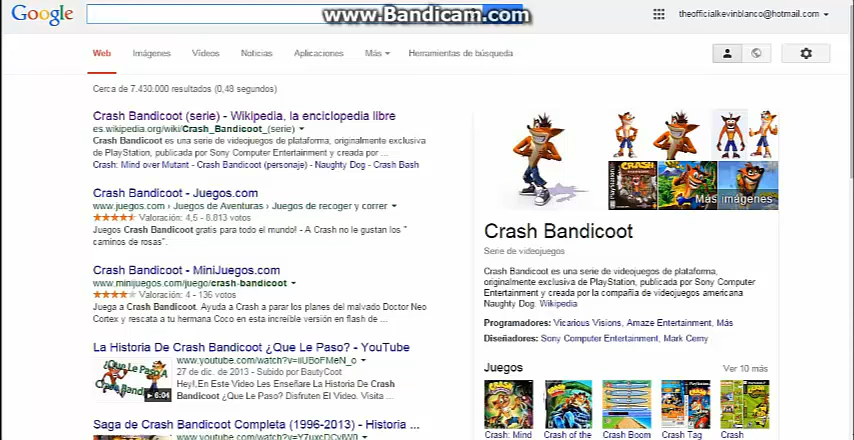 www.Bandicam.com
Google
theofficialkevinblanco@hotmail.com
Web Imágenes Vídeos Noticias Aplicaciones Más Herramientas de búsqueda
Cerca de 7.430.000 resultados (0,48 segundos)
Crash Bandicoot (serie) - Wikipedia, la enciclopedia libre
es.wikipedia.org/wiki/Crash_Bandicoot_(serie)
Crash Bandicoot es una serie de videojuegos de plataforma, originalmente exclusiva
de PlayStation, publicada por Sony Computer Entertainment y creada por ...
Crash: Mind over Mutant - Crash Bandicoot (personaje) - Naughty Dog - Crash Bash
Crash Bandicoot - Juegos.com
www.juegos.com › Juegos de Aventuras › Juegos de recoger y correr
Valoración: 4,5 - 8.813 votos
Juegos Crash Bandicoot gratis para todo el mundo! - A Crash no le gustan los "
caminos de rosas".
Crash Bandicoot - MiniJuegos.com
www.minijuegos.com/juego/crash-bandicoot
Valoración: 4 - 136 votos
Juega a Crash Bandicoot. Ayuda a Crash a parar los planes del malvado Doctor Neo
Cortex y rescata a tu hermana Coco en esta increíble versión en flash de ...
La Historia De Crash Bandicoot ¿Que Le Paso? - YouTube
¿Que Le Paso A
Crash Bandi
6:04
27 dic. de 2013 - Subido por BautyCoot
Hey!,En Este Video Les Enseñare La Historia De Crash
Bandicoot ¿Que Le Paso? Disfruten El Video. Visita ...
Saga de Crash Bandicoot Completa (1996-2013) - Historia ...
Más imágenes
Crash Bandicoot
Serie de videojuegos
Crash Bandicoot es una serie de videojuegos de plataforma,
originalmente exclusiva de PlayStation, publicada por Sony Computer
Entertainment y creada por la compañía de videojuegos americana
Naughty Dog. Wikipedia
Programadores: Vicarious Visions, Amaze Entertainment, Más
Diseñadores: Sony Computer Entertainment, Mark Cerny
Juegos
Ver 10 más
Crash: Mind Crash of the Crash Boom Crash Tag Crash